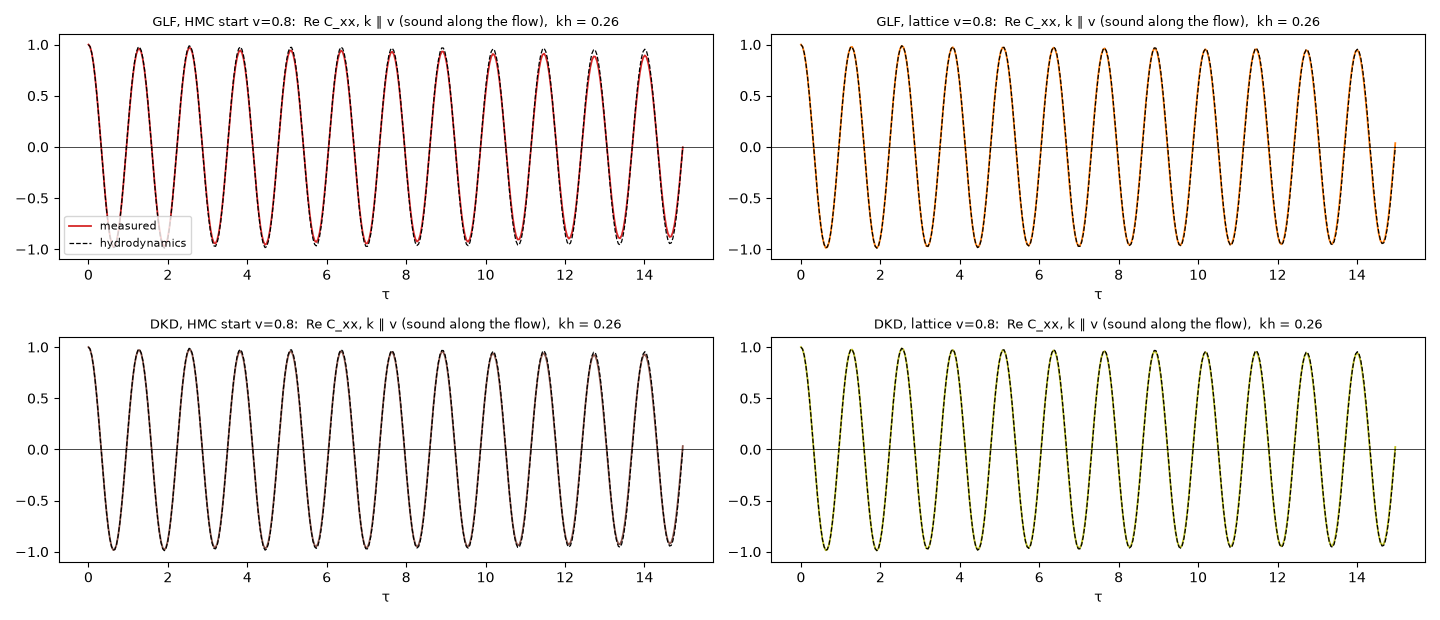 GLF, HMC start v=0.8:  Re C_xx, k ∥ v (sound along the flow),  kh = 0.26
1.0
0.5
0.0
−0.5
−1.0
measured
hydrodynamics
0 2 4 6 8 10 12 14
τ
GLF, lattice v=0.8:  Re C_xx, k ∥ v (sound along the flow),  kh = 0.26
1.0
0.5
0.0
−0.5
−1.0
0 2 4 6 8 10 12 14
τ
DKD, HMC start v=0.8:  Re C_xx, k ∥ v (sound along the flow),  kh = 0.26
1.0
0.5
0.0
−0.5
−1.0
0 2 4 6 8 10 12 14
τ
DKD, lattice v=0.8:  Re C_xx, k ∥ v (sound along the flow),  kh = 0.26
1.0
0.5
0.0
−0.5
−1.0
0 2 4 6 8 10 12 14
τ